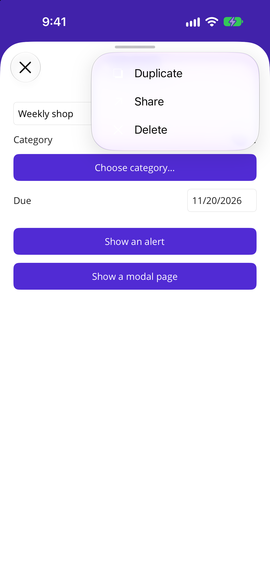 9:41
Duplicate
Share
Delete
Weekly shop
Category
Choose category...
Due
11/20/2026
Show an alert
Show a modal page